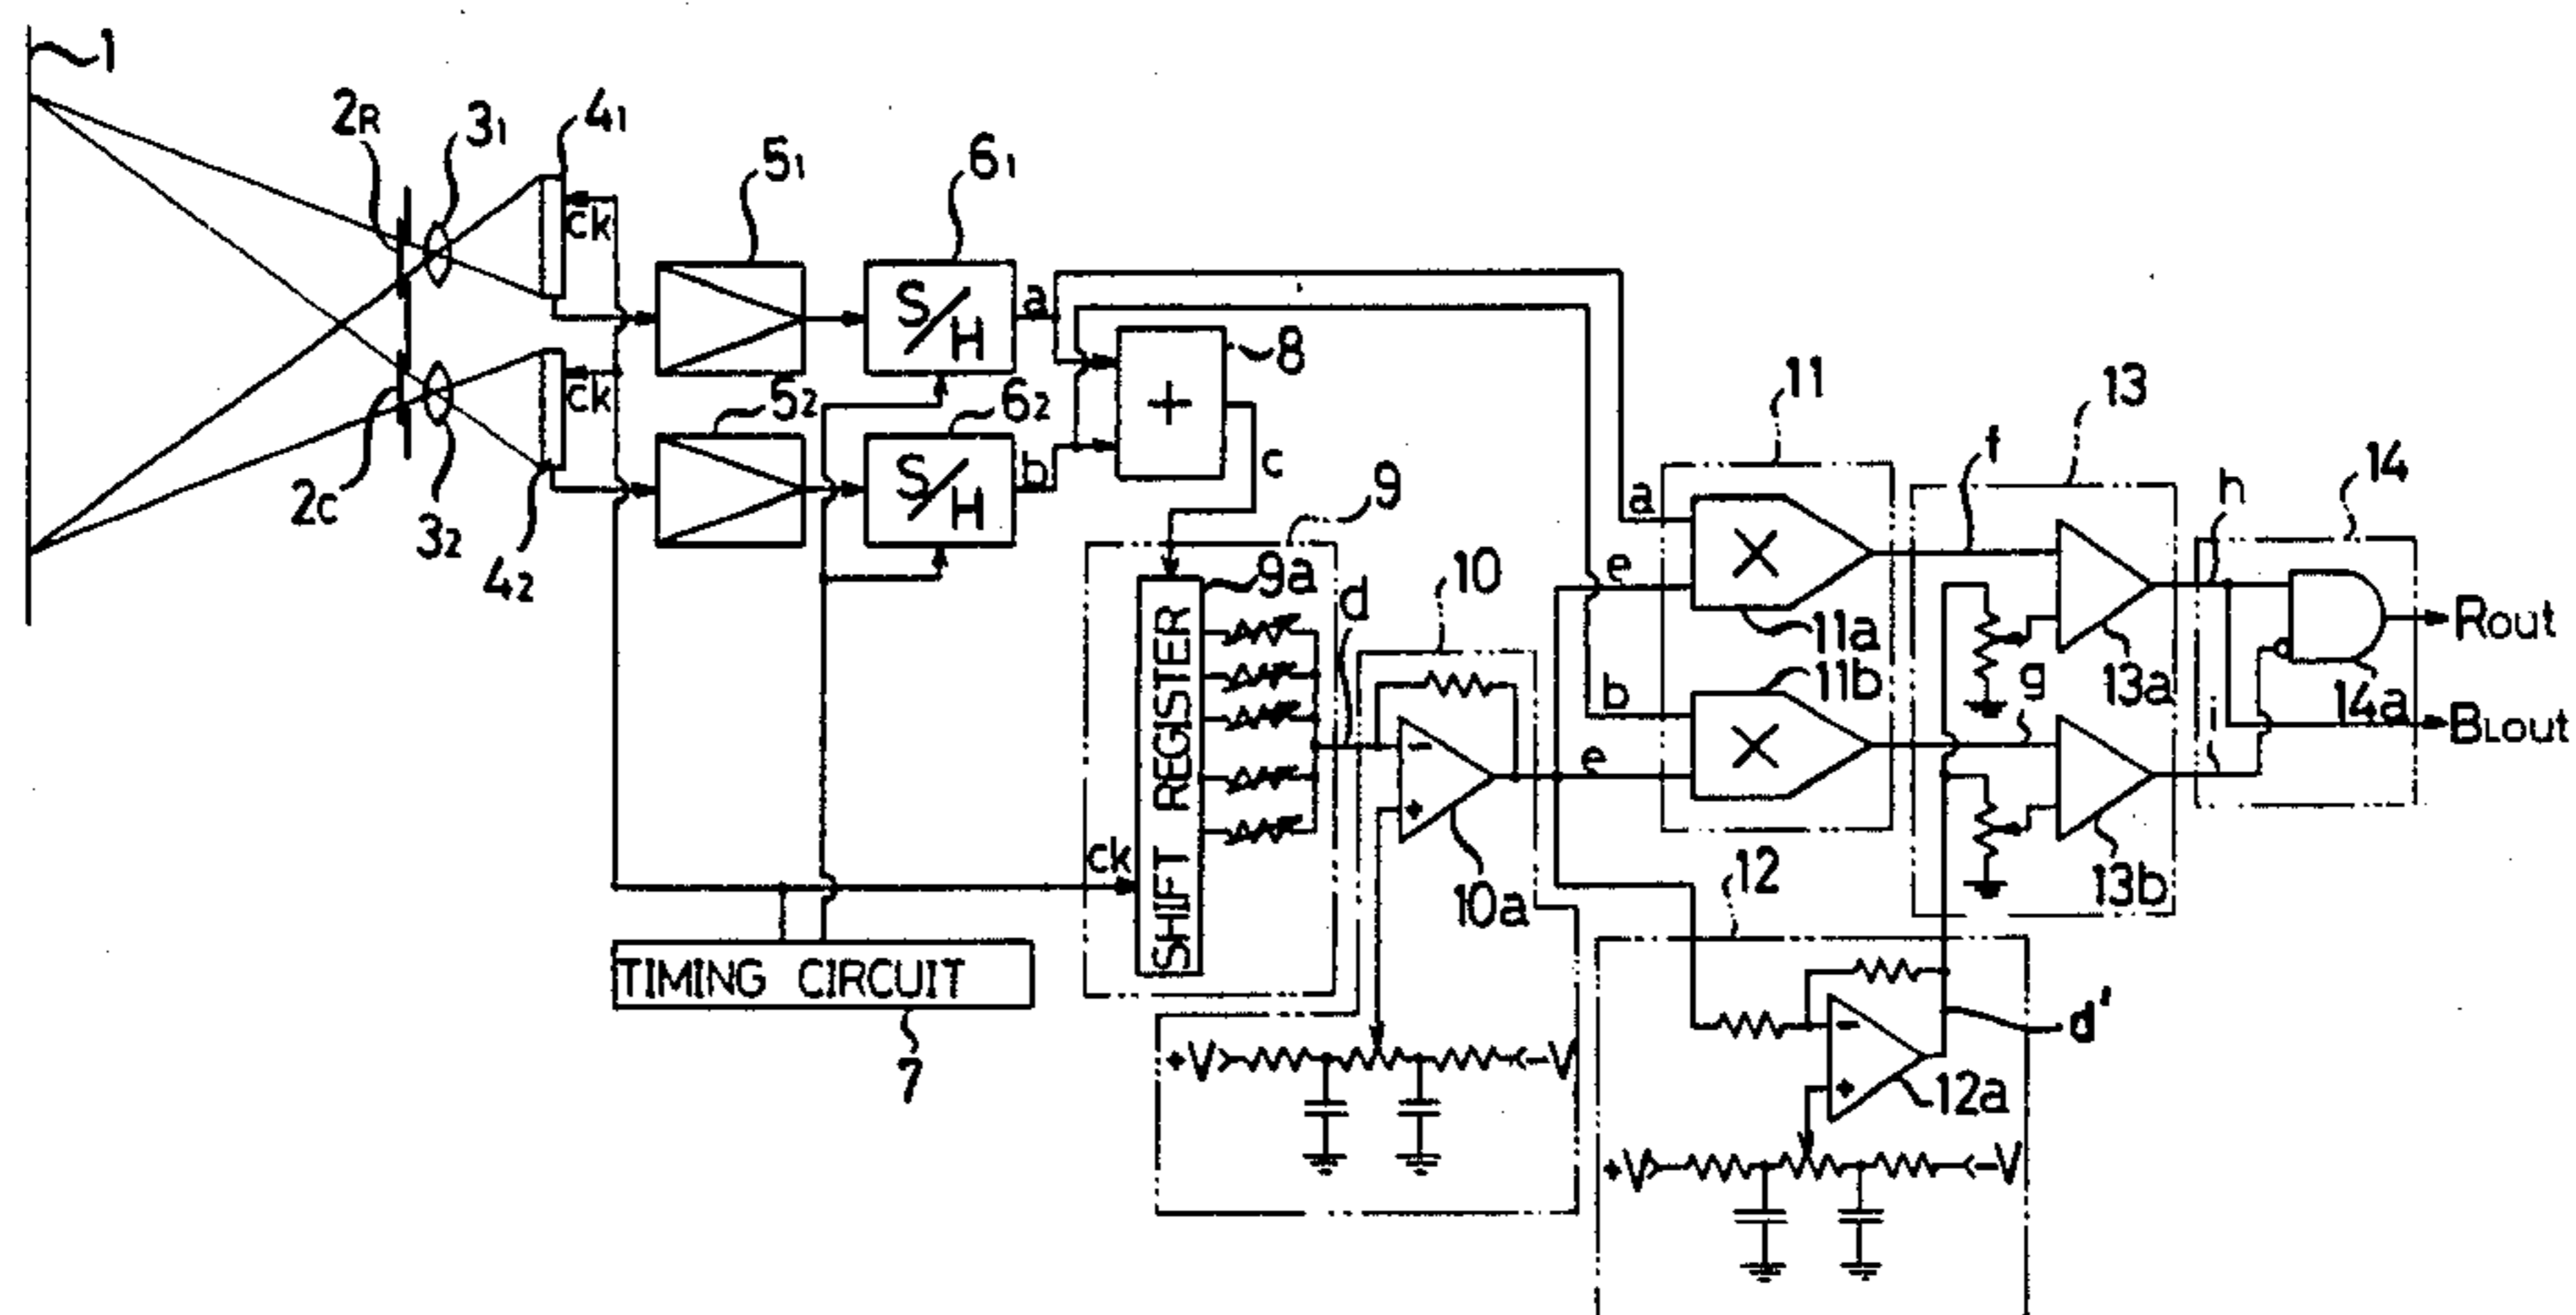 1
2R
31
41
ck
51
61
S/H
a
8
+
ck
2c
32
42
52
62
S/H
b
c
9
9a
SHIFT REGISTER
ck
TIMING CIRCUIT
7
d
10
-
+
10a
+V
-V
11
a
e
×
11a
b
e
×
11b
12
-
+
12a
d'
+V
-V
13
f
13a
g
13b
14
h
14a
i
Rout
BLout